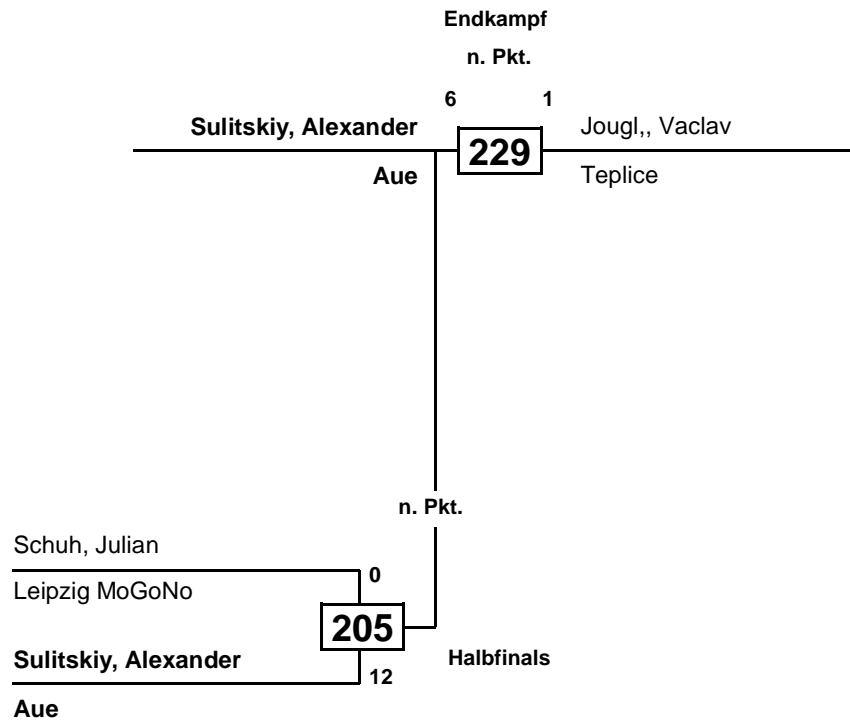 Endkampf
n. Pkt.
6 1
Sulitskiy, Alexander 229 Jougl,, Vaclav
Aue Teplice
n. Pkt.
Schuh, Julian
0
Leipzig MoGoNo
205
Sulitskiy, Alexander Halbfinals
12
Aue